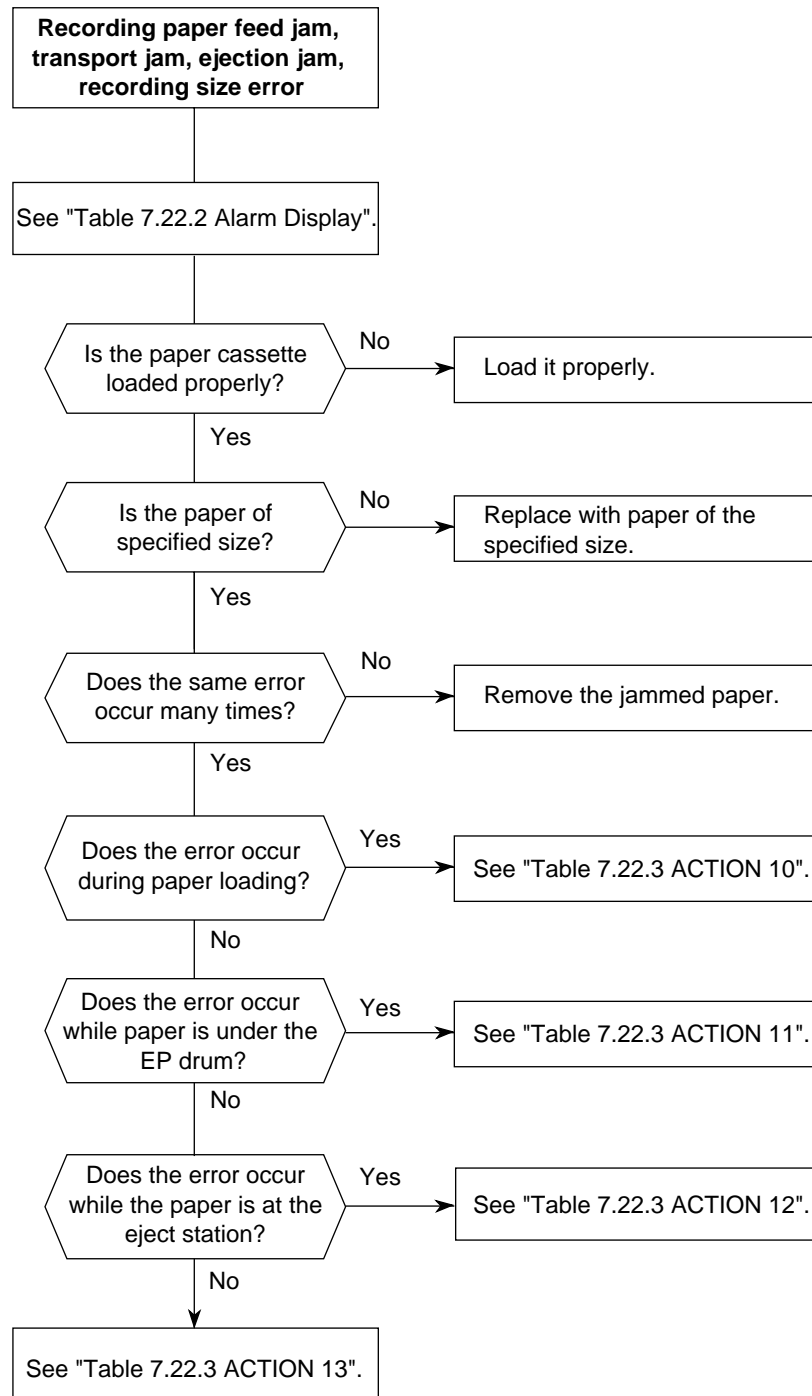 Recording paper feed jam,
transport jam, ejection jam,
recording size error
See "Table 7.22.2 Alarm Display".
Is the paper cassette
loaded properly?
No
Load it properly.
Yes
Is the paper of
specified size?
No
Replace with paper of the
specified size.
Yes
Does the same error
occur many times?
No
Remove the jammed paper.
Yes
Does the error occur
during paper loading?
Yes
See "Table 7.22.3 ACTION 10".
No
Does the error occur
while paper is under the
EP drum?
Yes
See "Table 7.22.3 ACTION 11".
No
Does the error occur
while the paper is at the
eject station?
Yes
See "Table 7.22.3 ACTION 12".
No
See "Table 7.22.3 ACTION 13".